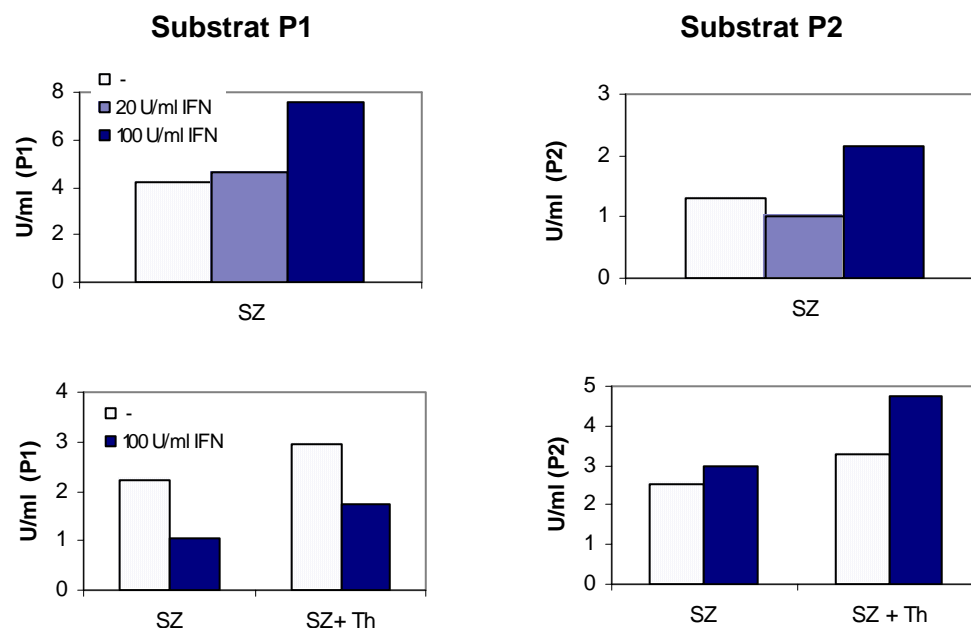 Substrat P1
Substrat P2
U/ml (P1)
8
6
4
2
0
-
20 U/ml IFN
100 U/ml IFN
SZ
U/ml (P2)
3
2
1
0
SZ
U/ml (P1)
4
3
2
1
0
-
100 U/ml IFN
SZ
SZ+ Th
U/ml (P2)
5
4
3
2
1
0
SZ
SZ + Th